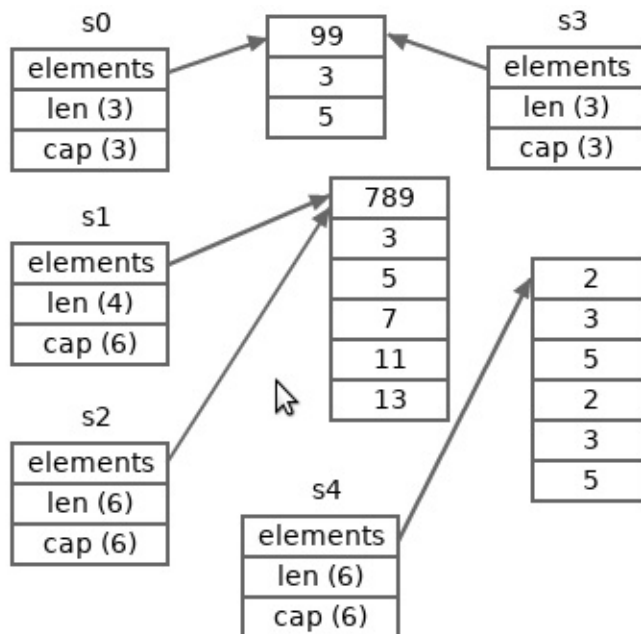 s0
elements
len (3)
cap (3)
99
3
5
s3
elements
len (3)
cap (3)
s1
elements
len (4)
cap (6)
789
3
5
7
11
13
2
3
5
2
3
5
s2
elements
len (6)
cap (6)
s4
elements
len (6)
cap (6)